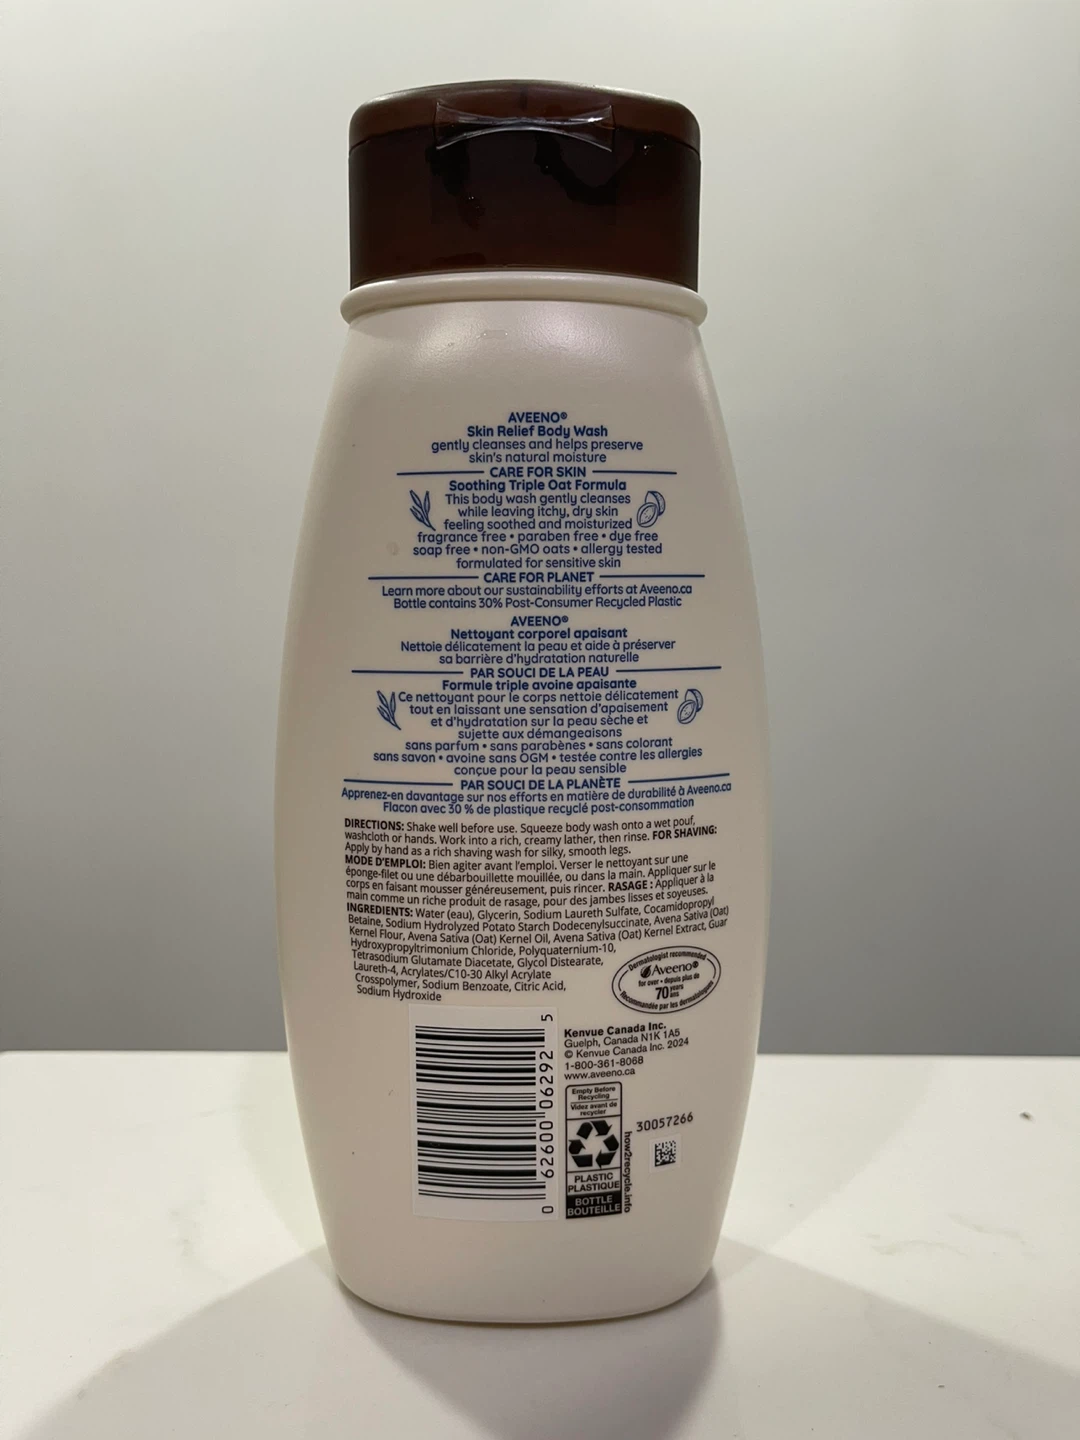 AVEENO®
Skin Relief Body Wash
gently cleanses and helps preserve
skin's natural moisture
CARE FOR SKIN
Soothing Triple Oat Formula
This body wash gently cleanses
while leaving itchy, dry skin
feeling soothed and moisturized
fragrance free • paraben free • dye free
soap free • non-GMO oats • allergy tested
formulated for sensitive skin
CARE FOR PLANET
Learn more about our sustainability efforts at Aveeno.ca
Bottle contains 30% Post-Consumer Recycled Plastic
AVEENO®
Nettoyant corporel apaisant
Nettoie délicatement la peau et aide à préserver
sa barrière d'hydratation naturelle
PAR SOUCI DE LA PEAU
Formule triple avoine apaisante
Ce nettoyant pour le corps nettoie délicatement
tout en laissant une sensation d'apaisement
et d'hydratation sur la peau sèche et
sujette aux démangeaisons
sans parfum • sans parabènes • sans colorant
sans savon • avoine sans OGM • testée contre les allergies
conçue pour la peau sensible
PAR SOUCI DE LA PLANÈTE
Apprenez-en davantage sur nos efforts en matière de durabilité à Aveeno.ca
Flacon avec 30 % de plastique recyclé post-consommation
DIRECTIONS: Shake well before use. Squeeze body wash onto a wet pouf,
washcloth or hands. Work into a rich, creamy lather, then rinse. FOR SHAVING:
Apply by hand as a rich shaving wash for silky, smooth legs.
MODE D'EMPLOI: Bien agiter avant l'emploi. Verser le nettoyant sur une
éponge-filet ou une débarbouillette mouillée, ou dans la main. Appliquer sur le
corps en faisant mousser généreusement, puis rincer. RASAGE : Appliquer à la
main comme un riche produit de rasage, pour des jambes lisses et soyeuses.
INGREDIENTS: Water (eau), Glycerin, Sodium Laureth Sulfate, Cocamidopropyl
Betaine, Sodium Hydrolyzed Potato Starch Dodecenylsuccinate, Avena Sativa (Oat)
Kernel Flour, Avena Sativa (Oat) Kernel Oil, Avena Sativa (Oat) Kernel Extract, Guar
Hydroxypropyltrimonium Chloride, Polyquaternium-10,
Tetrasodium Glutamate Diacetate, Glycol Distearate,
Laureth-4, Acrylates/C10-30 Alkyl Acrylate
Crosspolymer, Sodium Benzoate, Citric Acid,
Sodium Hydroxide
Dermatologist recommended
Aveeno®
for over • depuis plus de
70 years
ans
Recommandée par les dermatologues
0 62600 06292 5
Kenvue Canada Inc.
Guelph, Canada N1K 1A5
© Kenvue Canada Inc. 2024
1-800-361-8068
www.aveeno.ca
Empty Before
Recycling
Videz avant de
recycler
PLASTIC
PLASTIQUE
BOTTLE
BOUTEILLE
how2recycle.info
30057266